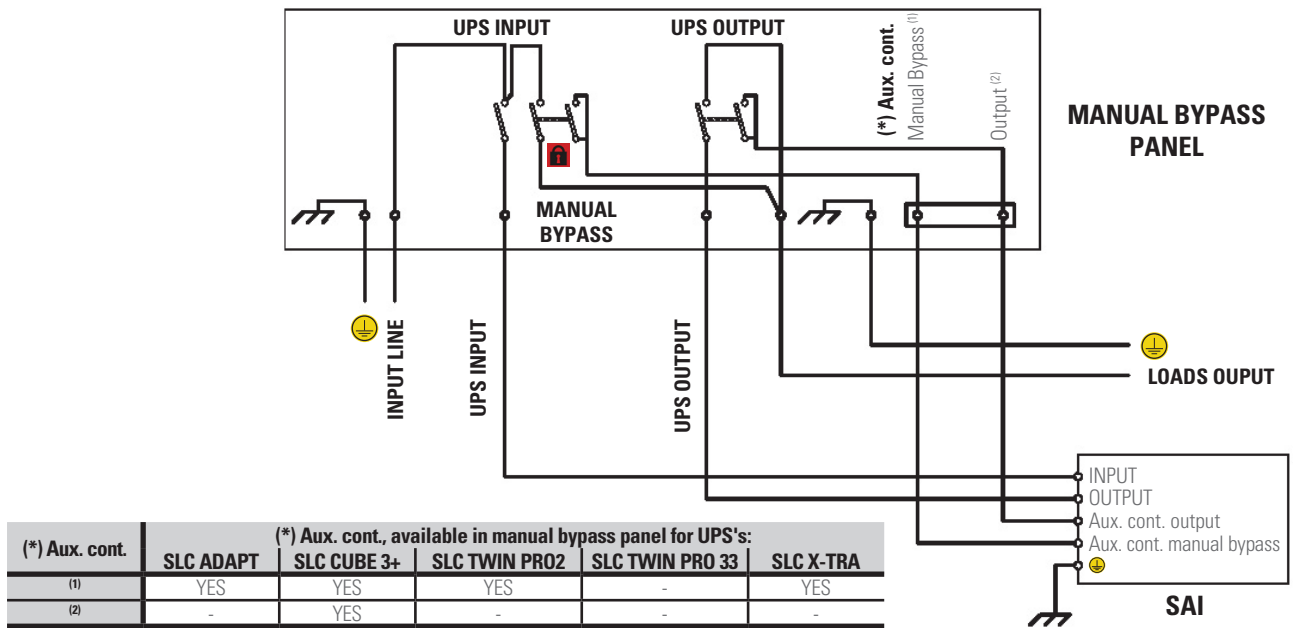 UPS INPUT
UPS OUTPUT
(*) Aux. cont.
Manual Bypass (1)
Output (2)
MANUAL BYPASS
PANEL
MANUAL
BYPASS
INPUT LINE
UPS INPUT
UPS OUTPUT
LOADS OUPUT
INPUT
OUTPUT
Aux. cont. output
Aux. cont. manual bypass
SAI
(*) Aux. cont.
(*) Aux. cont., available in manual bypass panel for UPS's:
SLC ADAPT SLC CUBE 3+ SLC TWIN PRO2 SLC TWIN PRO 33 SLC X-TRA
(1) YES YES YES - YES
(2) - YES - - -